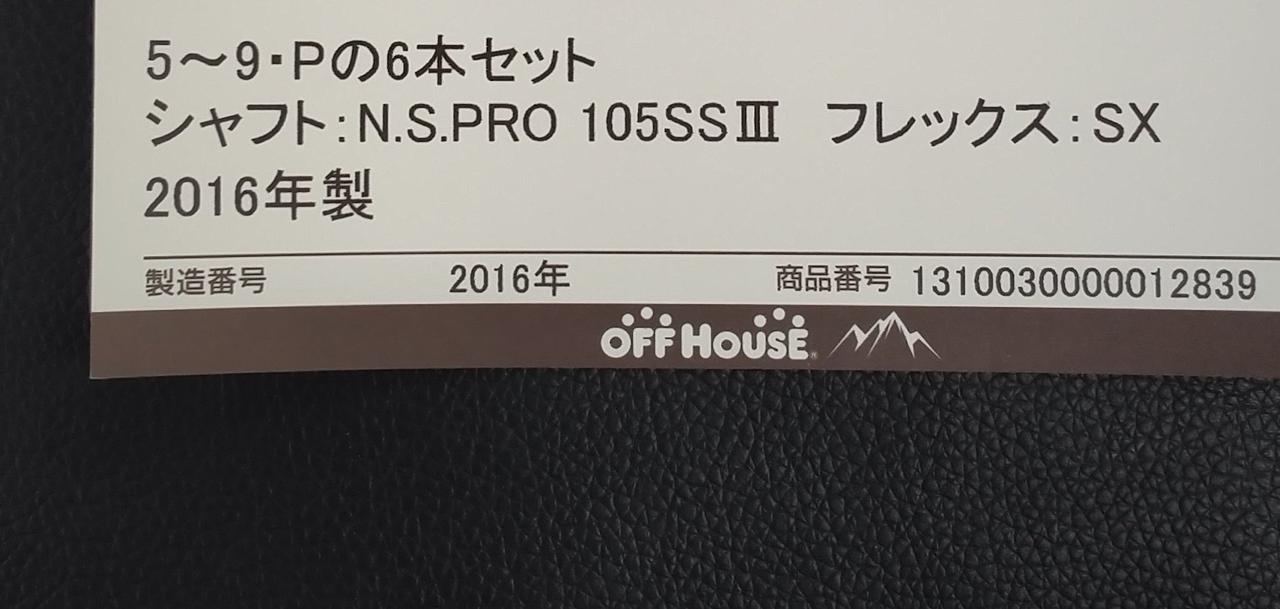 5～9・Pの6本セット
シャフト：N.S.PRO 105SSⅢ　フレックス：SX
2016年製
製造番号 2016年 商品番号 1310030000012839
OFF HOUSE